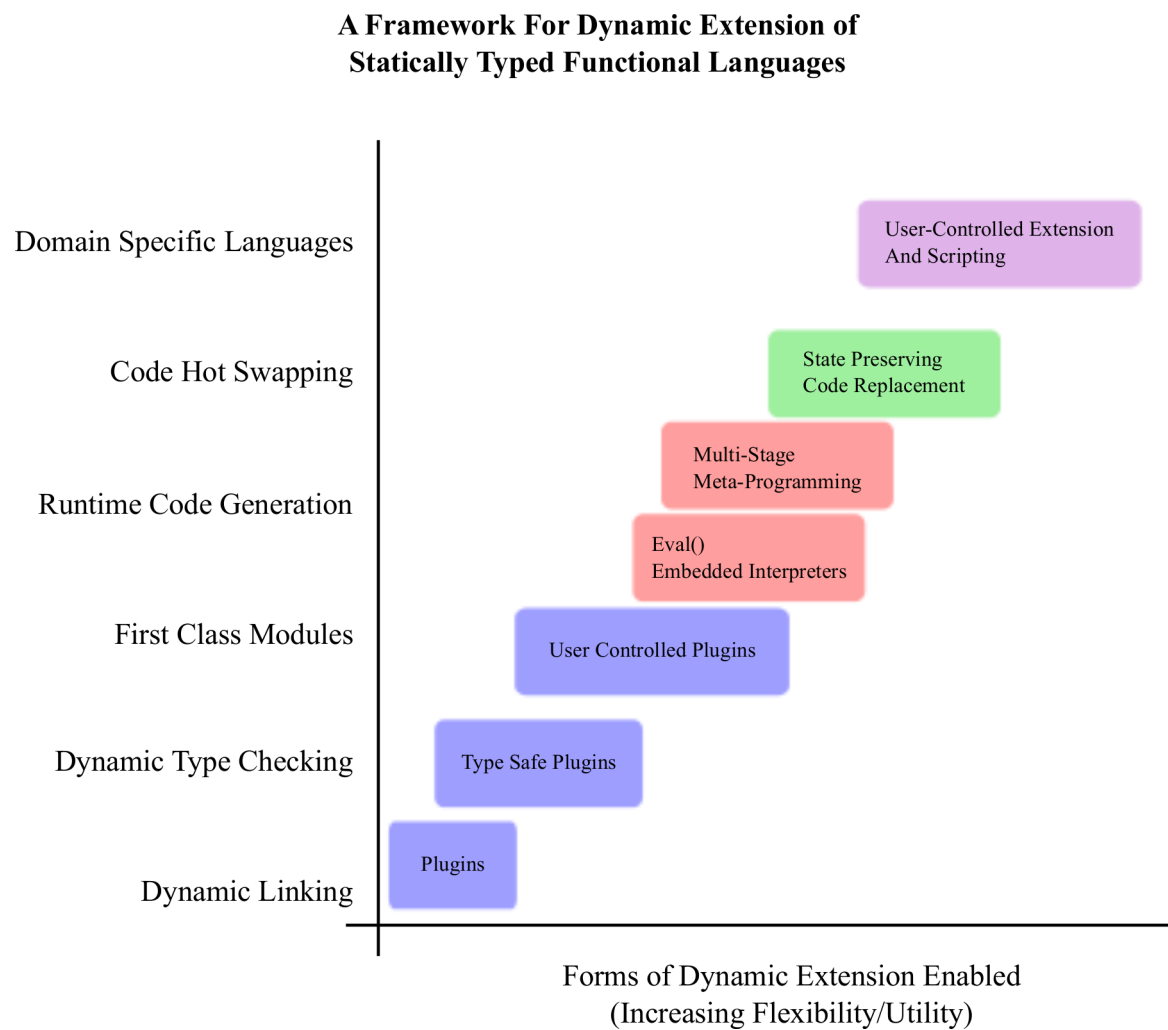 A Framework For Dynamic Extension of
Statically Typed Functional Languages
Domain Specific Languages
User-Controlled Extension
And Scripting
Code Hot Swapping
State Preserving
Code Replacement
Runtime Code Generation
Multi-Stage
Meta-Programming
Eval()
Embedded Interpreters
First Class Modules
User Controlled Plugins
Dynamic Type Checking
Type Safe Plugins
Dynamic Linking
Plugins
Forms of Dynamic Extension Enabled
(Increasing Flexibility/Utility)